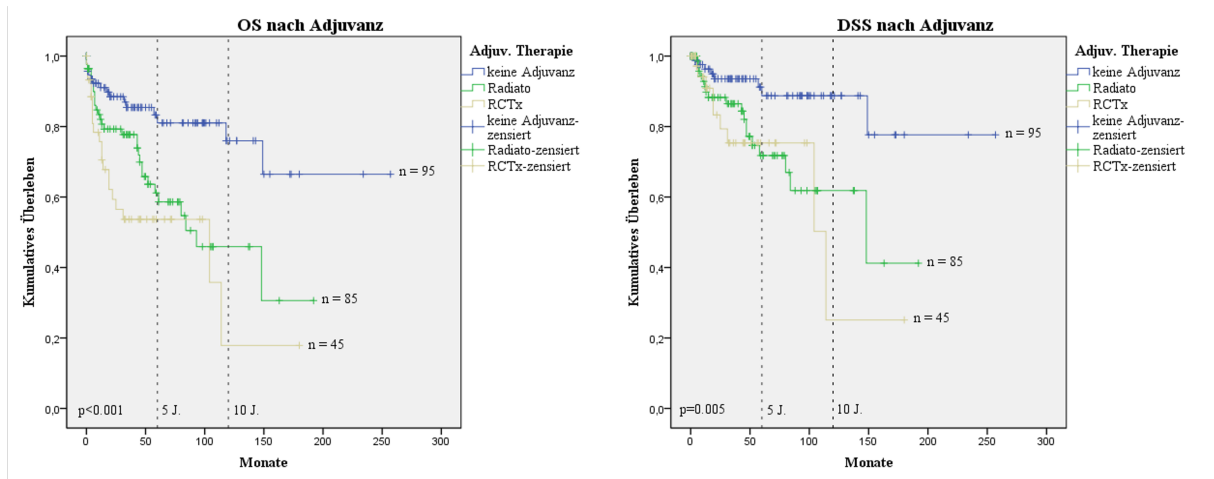 OS nach Adjuvanz
Kumulatives Überleben
1,0
0,8
0,6
0,4
0,2
0,0
n = 95
n = 85
n = 45
p<0.001
5 J.
10 J.
0
50
100
150
200
250
300
Monate
Adjuv. Therapie
keine Adjuvanz
Radiato
RCTx
keine Adjuvanz-
zensiert
Radiato-zensiert
RCTx-zensiert
DSS nach Adjuvanz
Kumulatives Überleben
1,0
0,8
0,6
0,4
0,2
0,0
n = 95
n = 85
n = 45
p=0.005
5 J.
10 J.
0
50
100
150
200
250
300
Monate
Adjuv. Therapie
keine Adjuvanz
Radiato
RCTx
keine Adjuvanz-
zensiert
Radiato-zensiert
RCTx-zensiert